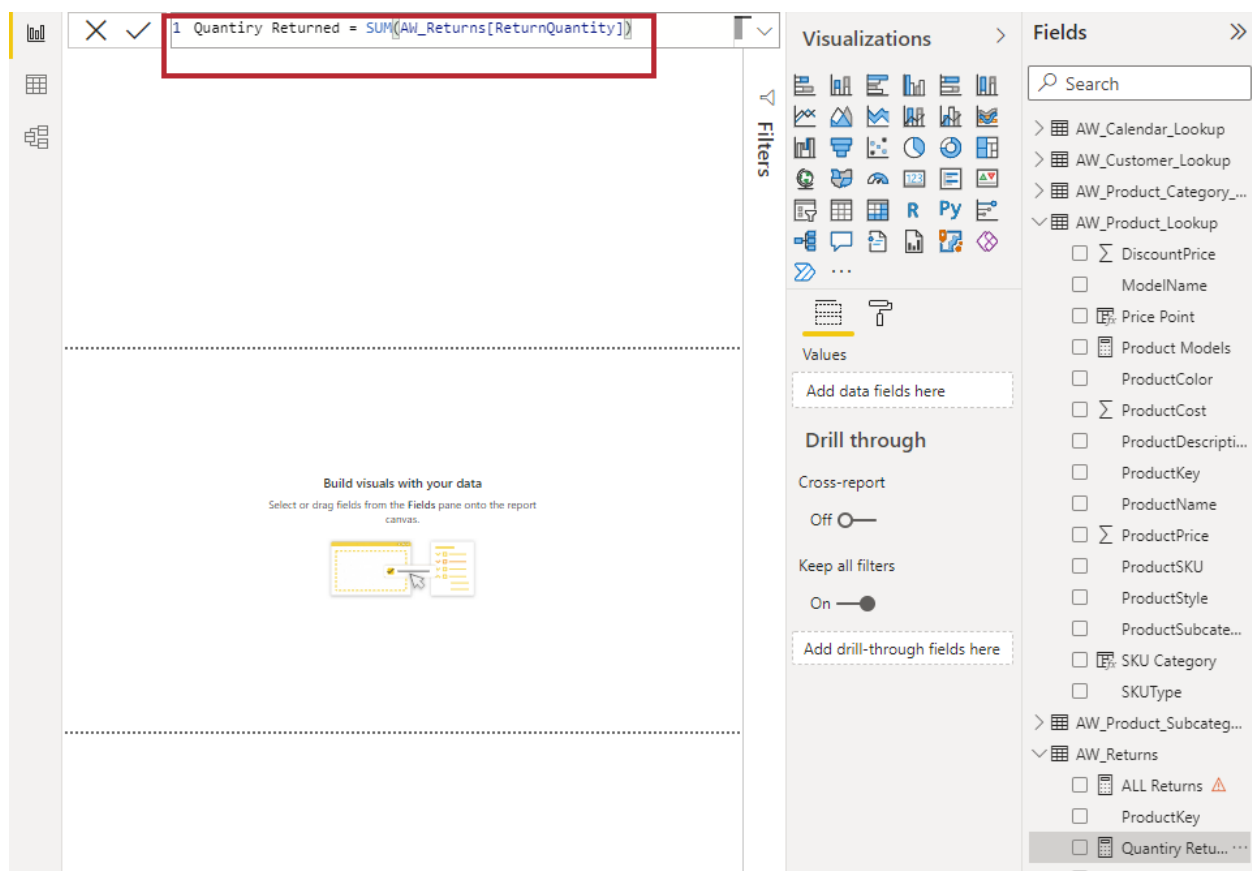 1 Quantiry Returned = SUM(AW_Returns[ReturnQuantity])
Filters
Build visuals with your data
Select or drag fields from the Fields pane onto the report
canvas.
Visualizations
123
R
Py
Values
Add data fields here
Drill through
Cross-report
Off
Keep all filters
On
Add drill-through fields here
Fields
Search
AW_Calendar_Lookup
AW_Customer_Lookup
AW_Product_Category_...
AW_Product_Lookup
∑ DiscountPrice
ModelName
Price Point
Product Models
ProductColor
∑ ProductCost
ProductDescripti...
ProductKey
ProductName
∑ ProductPrice
ProductSKU
ProductStyle
ProductSubcate...
SKU Category
SKUType
AW_Product_Subcateg...
AW_Returns
ALL Returns
ProductKey
Quantiry Retu... ...